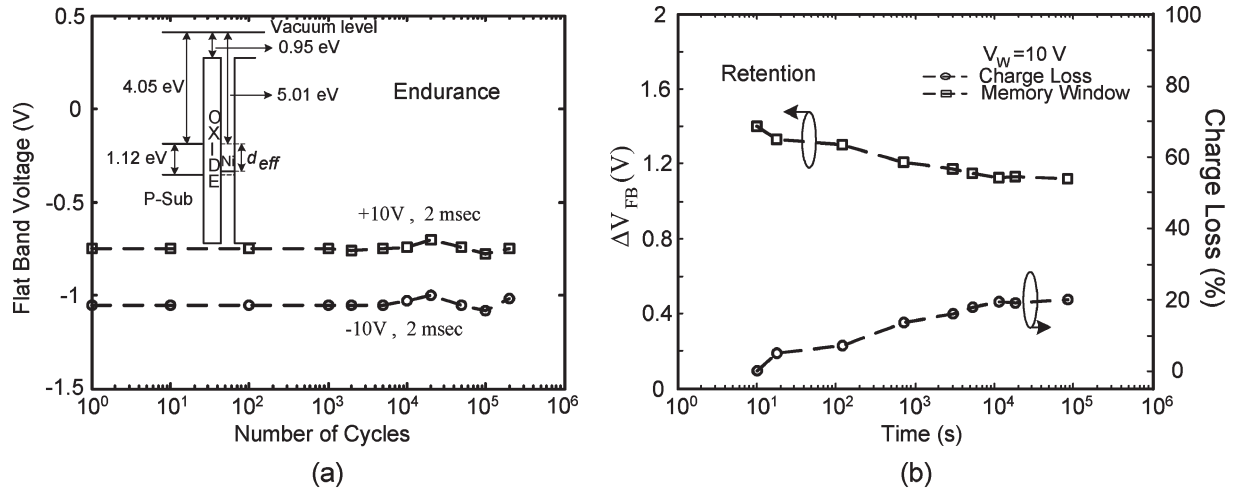 0.5
0
-0.5
-1
-1.5
Flat Band Voltage (V)
Vacuum level
0.95 eV
4.05 eV
5.01 eV
Endurance
OXIDE
1.12 eV
Ni
d_eff
P-Sub
+10V , 2 msec
-10V , 2 msec
10^0 10^1 10^2 10^3 10^4 10^5 10^6
Number of Cycles
(a)
2
1.6
1.2
0.8
0.4
0
ΔV_FB (V)
Retention
V_W =10 V
Charge Loss
Memory Window
100
80
60
40
20
0
Charge Loss (%)
10^0 10^1 10^2 10^3 10^4 10^5 10^6
Time (s)
(b)